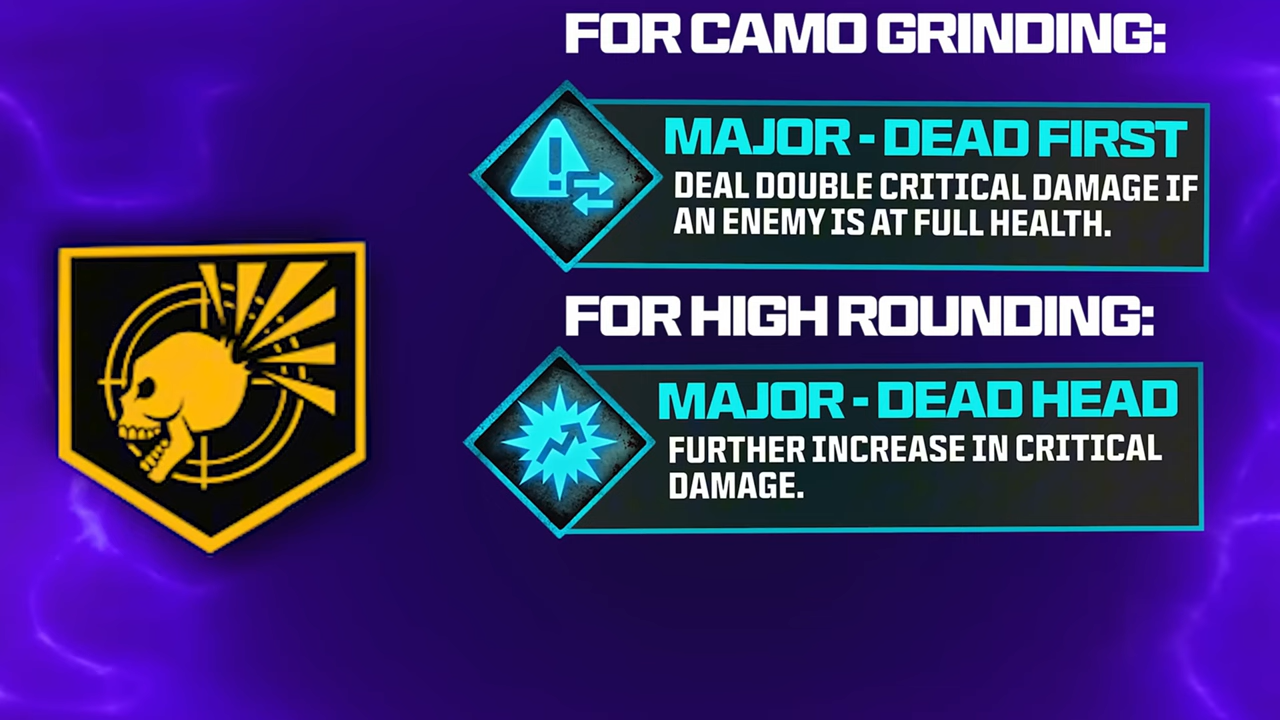 FOR CAMO GRINDING:
MAJOR - DEAD FIRST
DEAL DOUBLE CRITICAL DAMAGE IF
AN ENEMY IS AT FULL HEALTH.
FOR HIGH ROUNDING:
MAJOR - DEAD HEAD
FURTHER INCREASE IN CRITICAL
DAMAGE.